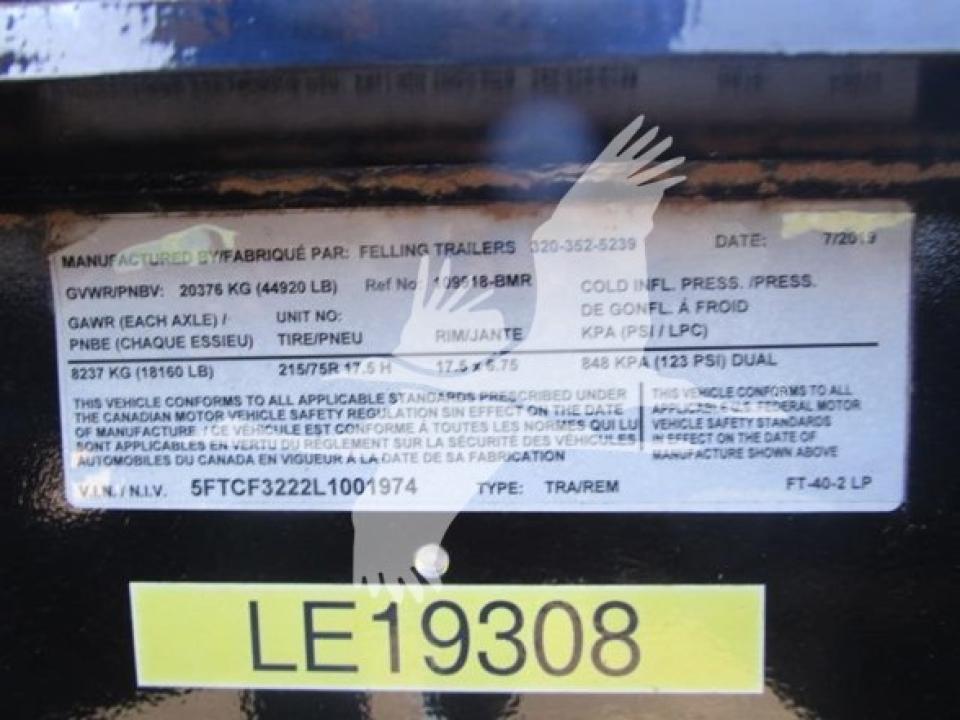 MANUFACTURED BY/FABRIQUÉ PAR: FELLING TRAILERS 320-352-5239 DATE: 7/2019
GVWR/PNBV: 20376 KG (44920 LB) Ref No: 109918-BMR COLD INFL. PRESS. /PRESS.
DE GONFL. Á FROID
GAWR (EACH AXLE) / UNIT NO: KPA (PSI / LPC)
PNBE (CHAQUE ESSIEU) TIRE/PNEU RIM/JANTE
8237 KG (18160 LB) 215/75R 17.5 H 17.5 x 6.75 848 KPA (123 PSI) DUAL
THIS VEHICLE CONFORMS TO ALL APPLICABLE STANDARDS PRESCRIBED UNDER
THE CANADIAN MOTOR VEHICLE SAFETY REGULATION SIN EFFECT ON THE DATE
OF MANUFACTURE. / CE VÉHICULE EST CONFORME Á TOUTES LES NORMES QUI LUI
SONT APPLICABLES EN VERTU DU RÈGLEMENT SUR LA SÉCURITÉ DES VÉHICULES
AUTOMOBILES DU CANADA EN VIGUEUR Á LA DATE DE SA FABRICATION
THIS VEHICLE CONFORMS TO ALL
APPLICABLE U.S. FEDERAL MOTOR
VEHICLE SAFETY STANDARDS
IN EFFECT ON THE DATE OF
MANUFACTURE SHOWN ABOVE
V.I.N. / N.I.V. 5FTCF3222L1001974 TYPE: TRA/REM FT-40-2 LP
LE19308